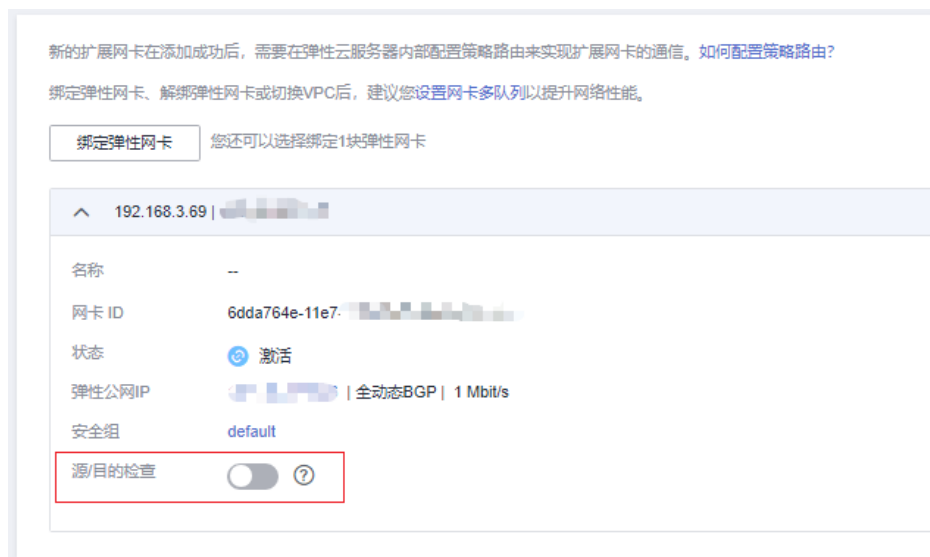 新的扩展网卡在添加成功后，需要在弹性云服务器内部配置策略路由来实现扩展网卡的通信。如何配置策略路由?
绑定弹性网卡、解绑弹性网卡或切换VPC后，建议您设置网卡多队列以提升网络性能。
绑定弹性网卡 您还可以选择绑定1块弹性网卡
192.168.3.69 |
名称 --
网卡 ID 6dda764e-11e7-
状态 激活
弹性公网IP | 全动态BGP | 1 Mbit/s
安全组 default
源/目的检查